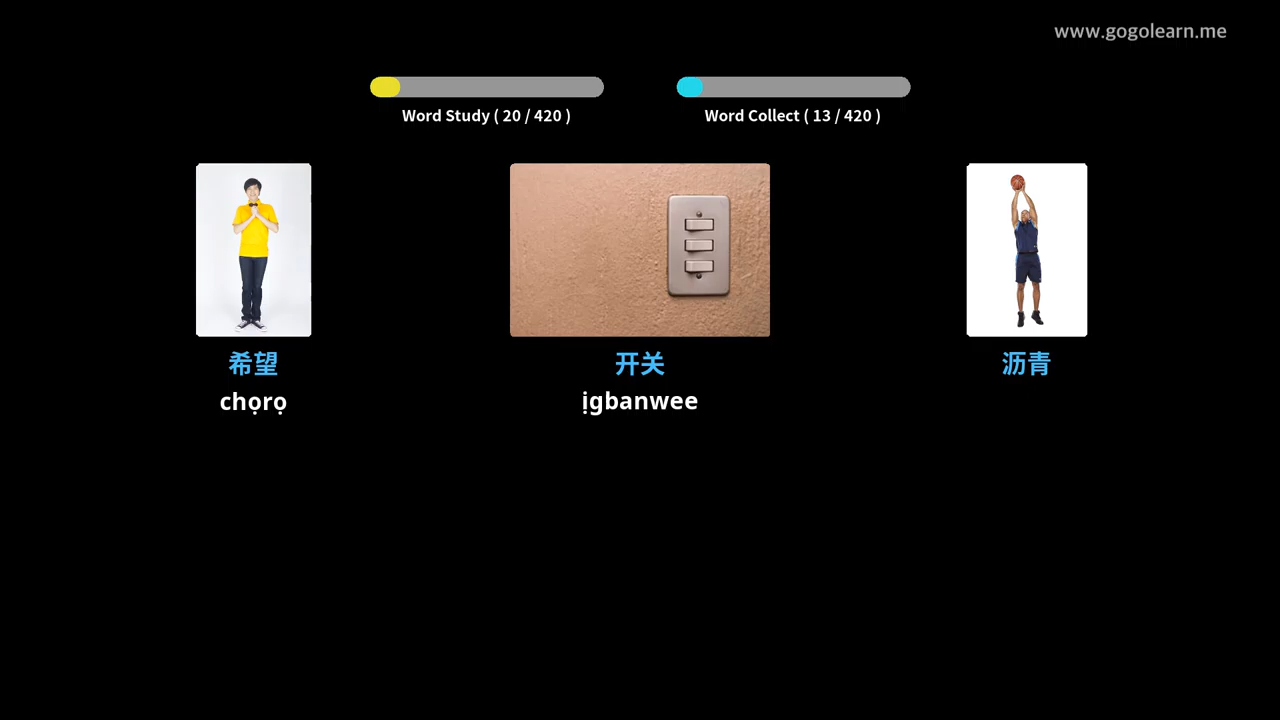 www.gogolearn.me
Word Study ( 20 / 420 )
Word Collect ( 13 / 420 )
希望
开关
沥青
chọrọ
ịgbanwee